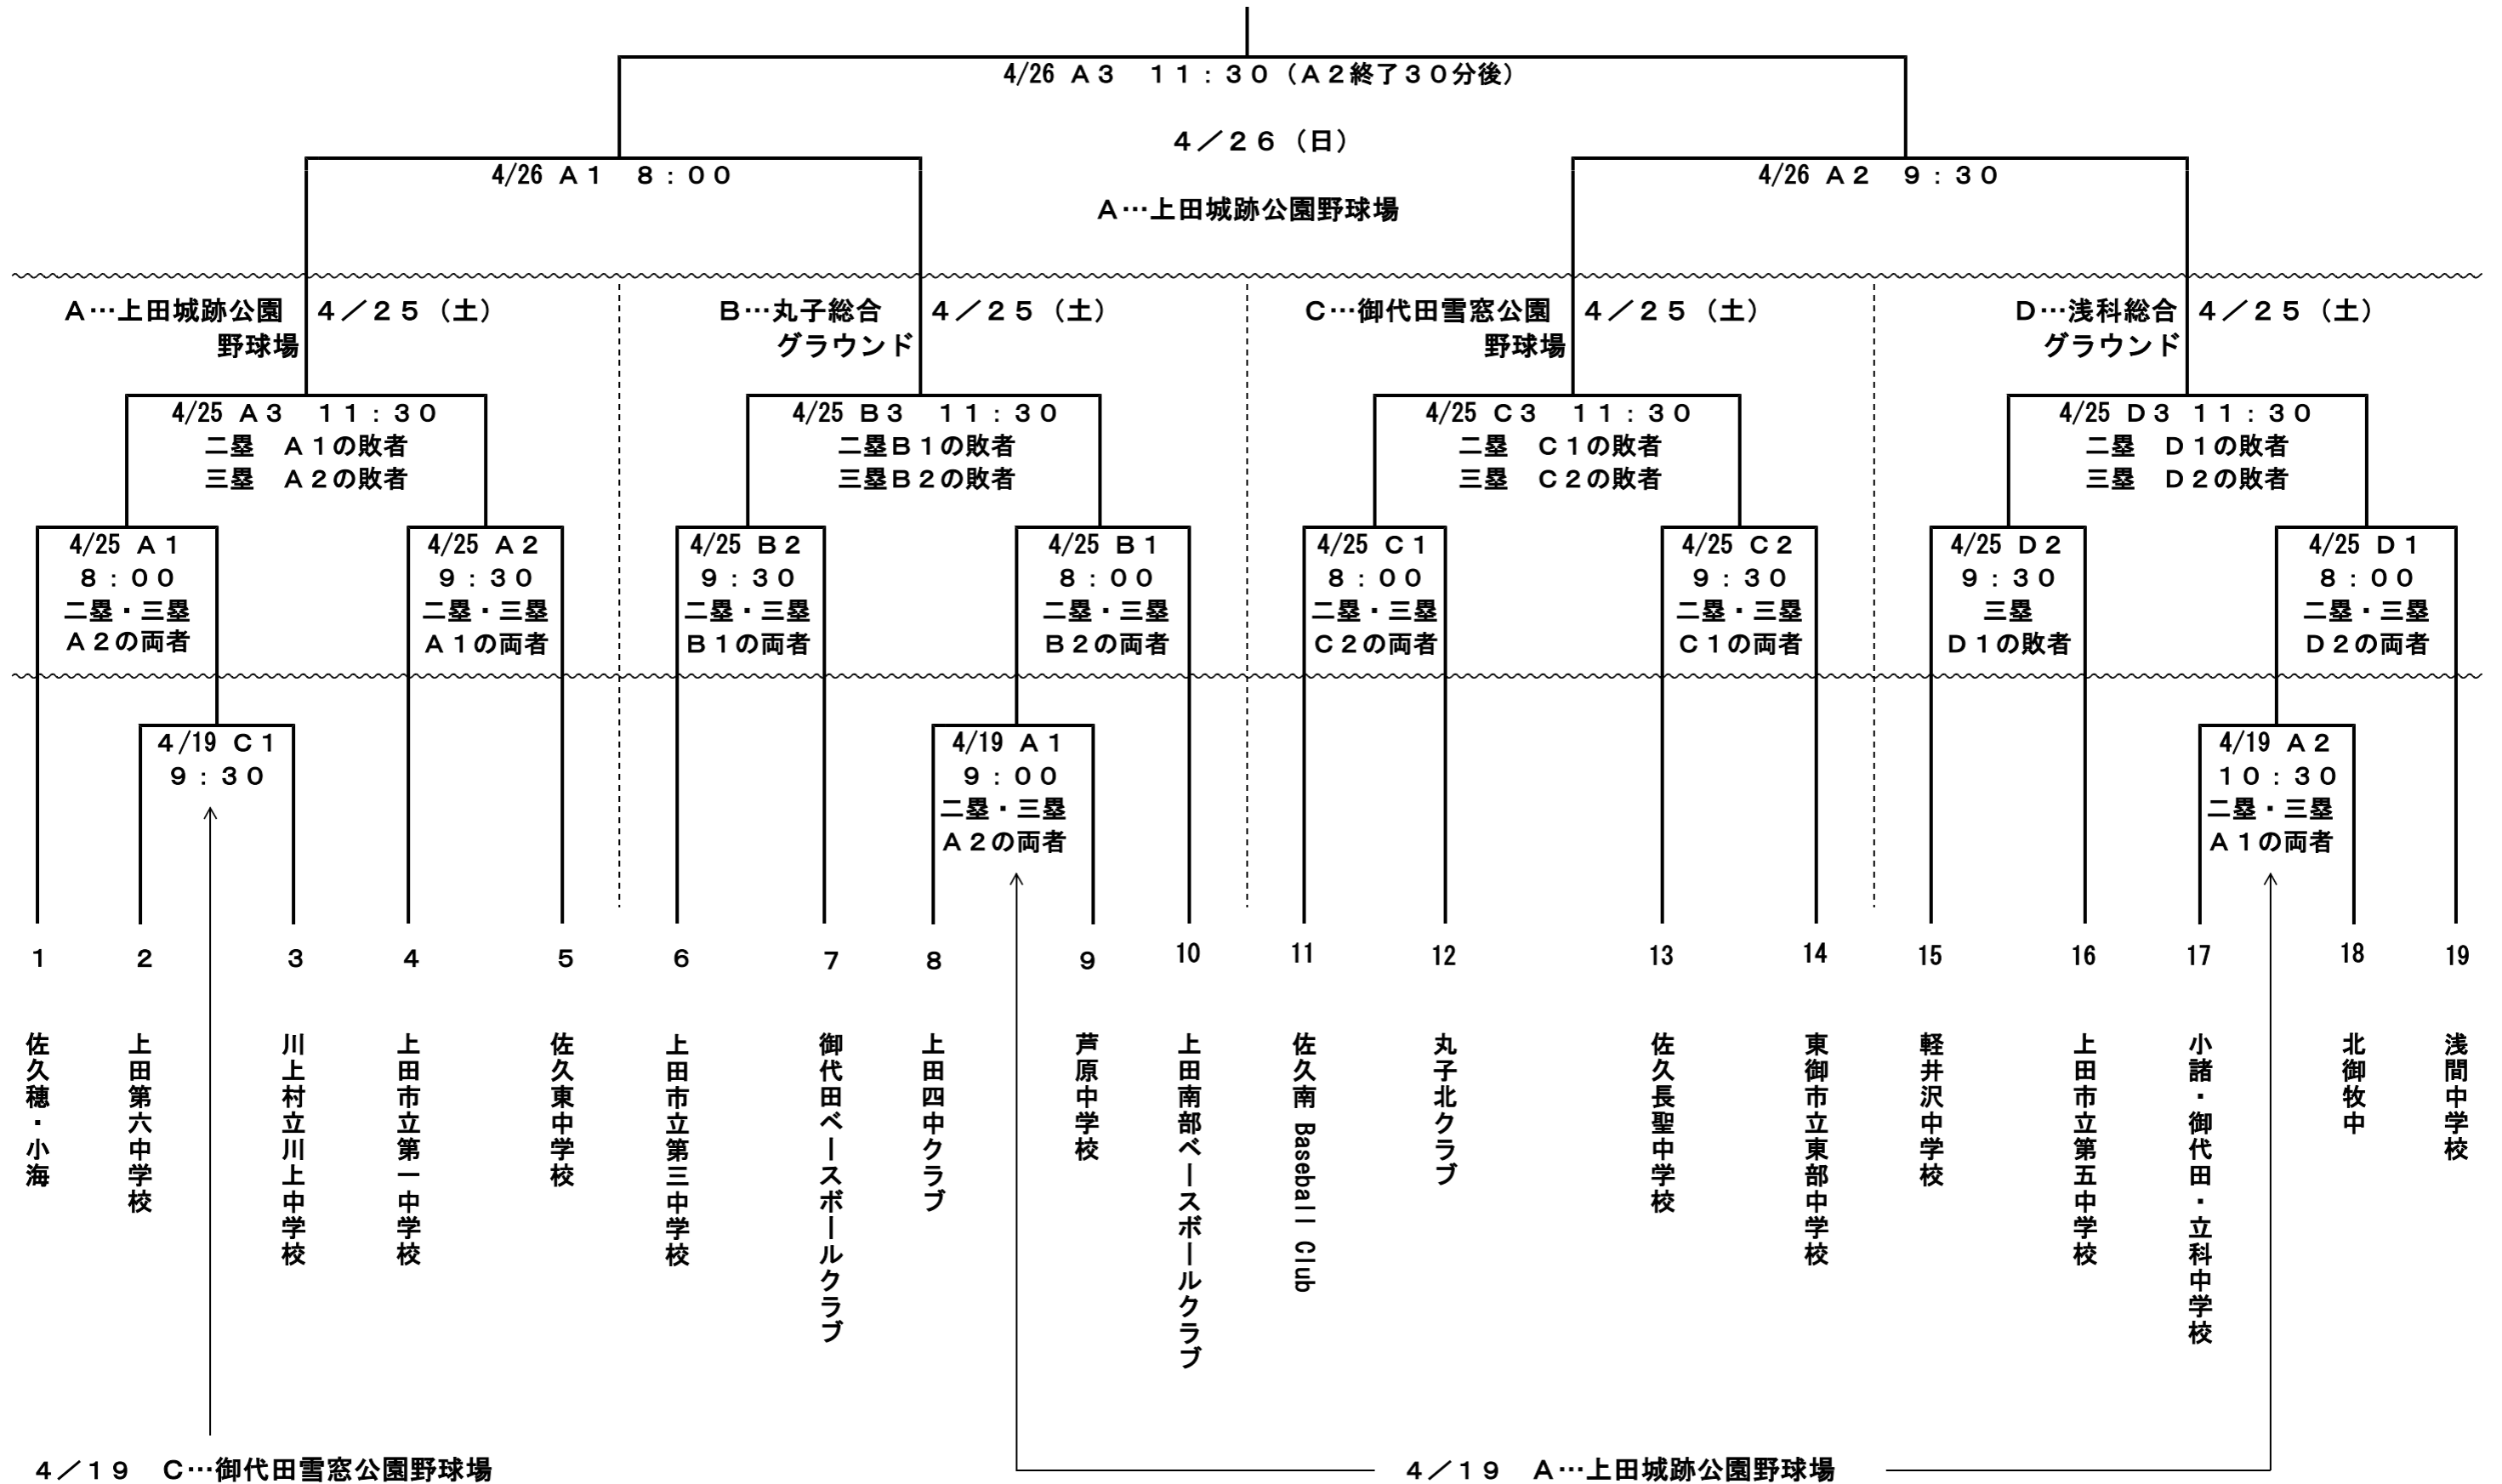 4/26 Ａ３　１１：３０（Ａ２終了３０分後）
４／２６（日）
4/26 Ａ１　８：００
4/26 Ａ２　９：３０
Ａ…上田城跡公園野球場
Ａ…上田城跡公園
野球場
４／２５（土）
Ｂ…丸子総合
グラウンド
４／２５（土）
Ｃ…御代田雪窓公園
野球場
４／２５（土）
Ｄ…浅科総合
グラウンド
４／２５（土）
4/25 Ａ３　１１：３０
二塁　Ａ１の敗者
三塁　Ａ２の敗者
4/25 Ｂ３　１１：３０
二塁Ｂ１の敗者
三塁Ｂ２の敗者
4/25 Ｃ３　１１：３０
二塁　Ｃ１の敗者
三塁　Ｃ２の敗者
4/25 Ｄ３ １１：３０
二塁　Ｄ１の敗者
三塁　Ｄ２の敗者
4/25 Ａ１
８：００
二塁・三塁
Ａ２の両者
4/25 Ａ２
９：３０
二塁・三塁
Ａ１の両者
4/25 Ｂ２
９：３０
二塁・三塁
Ｂ１の両者
4/25 Ｂ１
８：００
二塁・三塁
Ｂ２の両者
4/25 Ｃ１
８：００
二塁・三塁
Ｃ２の両者
4/25 Ｃ２
９：３０
二塁・三塁
Ｃ１の両者
4/25 Ｄ２
９：３０
三塁
Ｄ１の敗者
4/25 Ｄ１
８：００
二塁・三塁
Ｄ２の両者
４/19 Ｃ１
９：３０
4/19 Ａ１
９：００
二塁・三塁
Ａ２の両者
4/19 Ａ２
１０：３０
二塁・三塁
Ａ１の両者
１
２
３
４
５
６
７
８
９
10
11
12
13
14
15
16
17
18
19
佐久穂・小海
上田第六中学校
川上村立川上中学校
上田市立第一中学校
佐久東中学校
上田市立第三中学校
御代田ベースボールクラブ
上田四中クラブ
芦原中学校
上田南部ベースボールクラブ
佐久南 Baseball Club
丸子北クラブ
佐久長聖中学校
東御市立東部中学校
軽井沢中学校
上田市立第五中学校
小諸・御代田・立科中学校
北御牧中
浅間中学校
４／１９　Ｃ…御代田雪窓公園野球場
４／１９　Ａ…上田城跡公園野球場